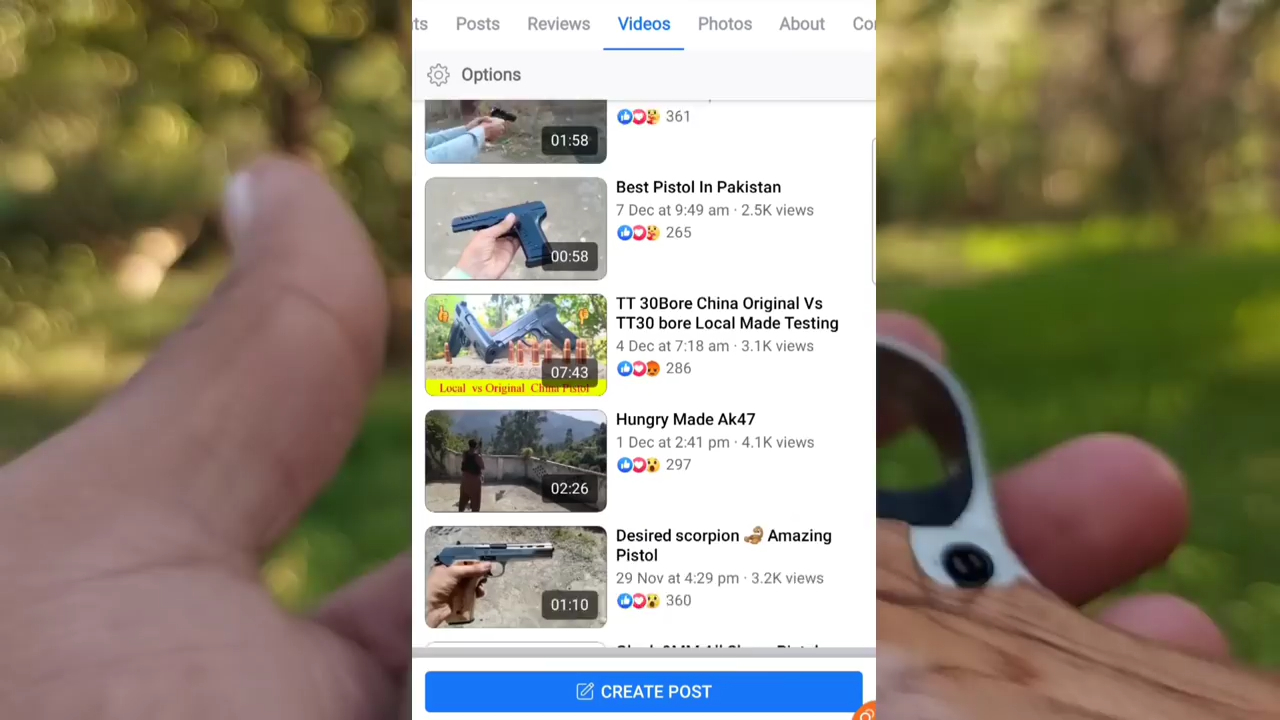 Posts Reviews Videos Photos About
Options
361
01:58
Best Pistol In Pakistan
7 Dec at 9:49 am · 2.5K views
265
00:58
TT 30Bore China Original Vs
TT30 bore Local Made Testing
4 Dec at 7:18 am · 3.1K views
286
07:43
Local vs Original China Pistol
Hungry Made Ak47
1 Dec at 2:41 pm · 4.1K views
297
02:26
Desired scorpion 🦂 Amazing
Pistol
29 Nov at 4:29 pm · 3.2K views
360
01:10
CREATE POST